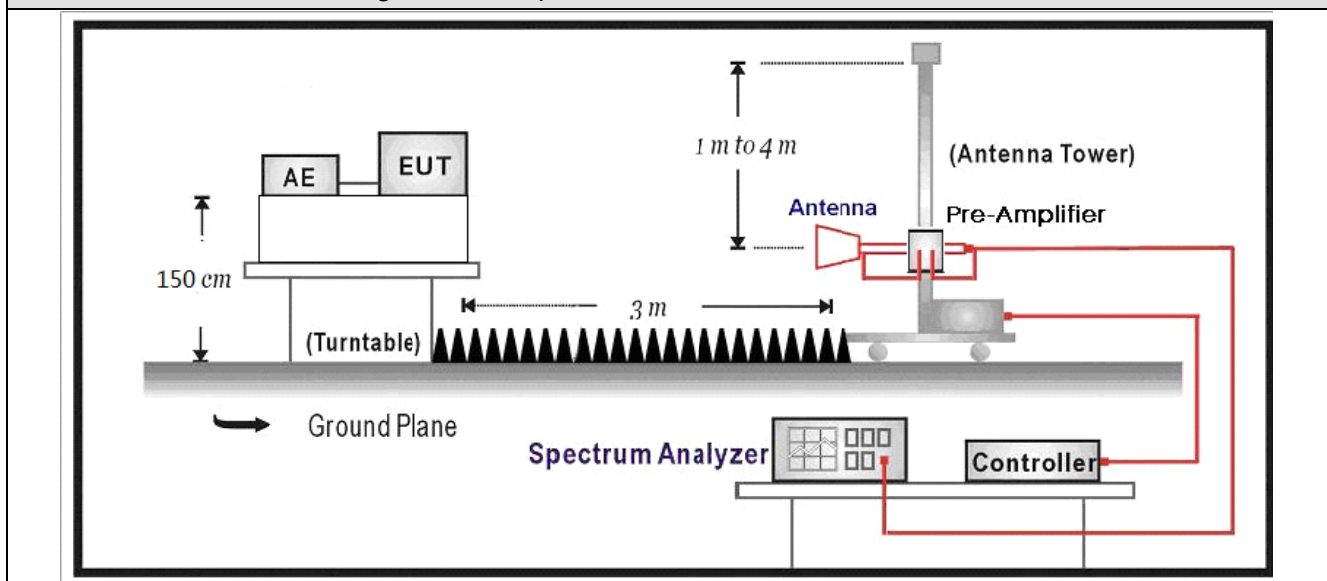 1 m to 4 m
(Antenna Tower)
EUT
AE
Antenna
Pre-Amplifier
150 cm
3 m
(Turntable)
Ground Plane
Spectrum Analyzer
Controller